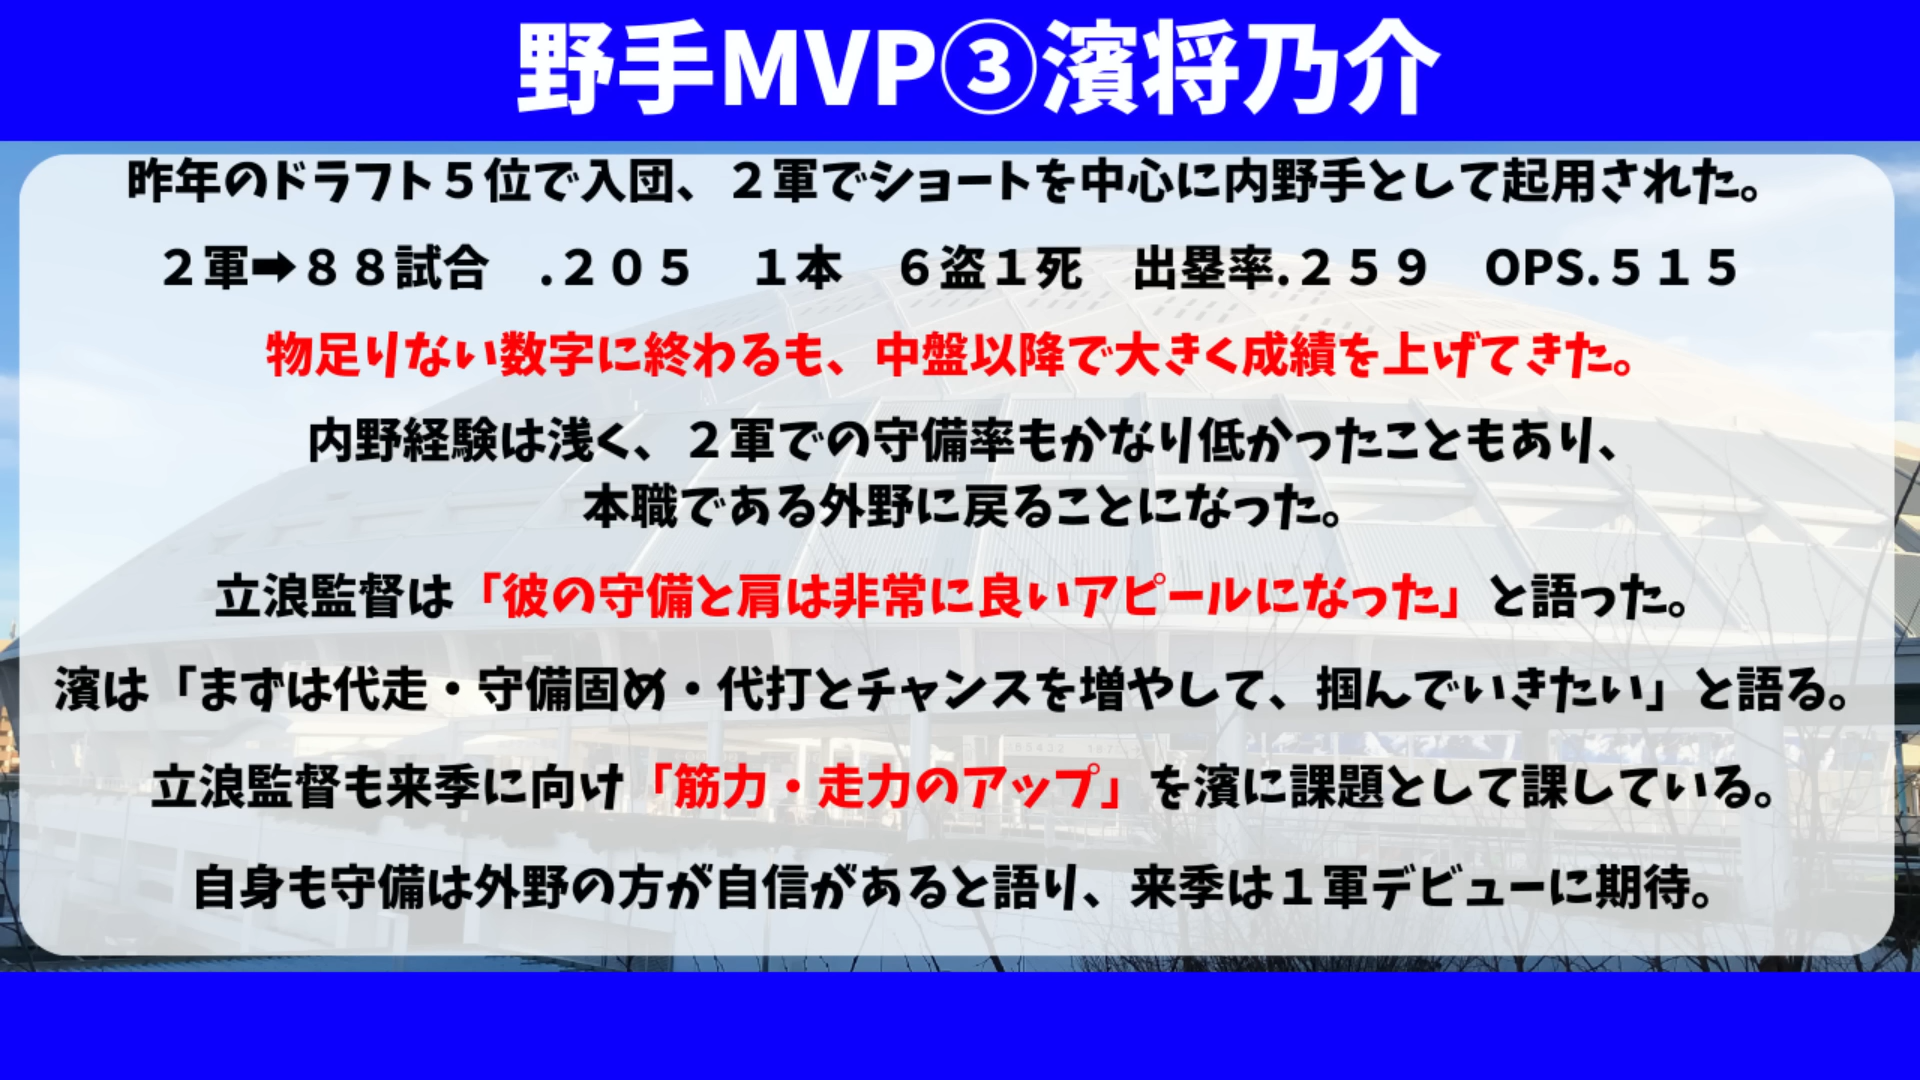 野手MVP③濱将乃介
昨年のドラフト５位で入団、２軍でショートを中心に内野手として起用された。
２軍➡８８試合　.２０５　１本　６盗１死　出塁率.２５９　OPS.５１５
物足りない数字に終わるも、中盤以降で大きく成績を上げてきた。
内野経験は浅く、２軍での守備率もかなり低かったこともあり、
本職である外野に戻ることになった。
立浪監督は「彼の守備と肩は非常に良いアピールになった」と語った。
濱は「まずは代走・守備固め・代打とチャンスを増やして、掴んでいきたい」と語る。
立浪監督も来季に向け「筋力・走力のアップ」を濱に課題として課している。
自身も守備は外野の方が自信があると語り、来季は１軍デビューに期待。